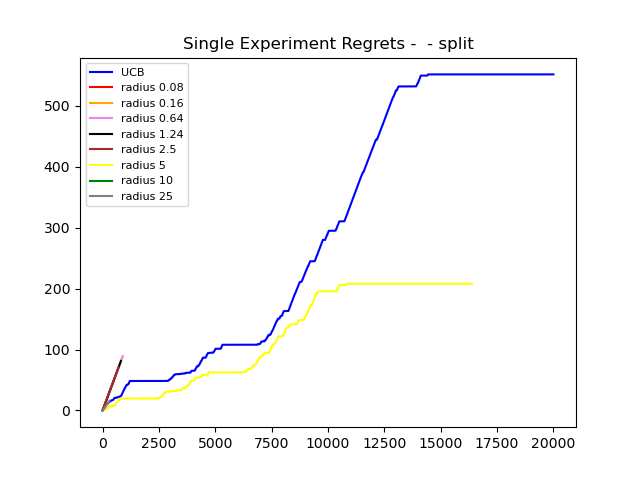 Single Experiment Regrets -  - split
UCB
radius 0.08
radius 0.16
radius 0.64
radius 1.24
radius 2.5
radius 5
radius 10
radius 25
500
400
300
200
100
0
0 2500 5000 7500 10000 12500 15000 17500 20000